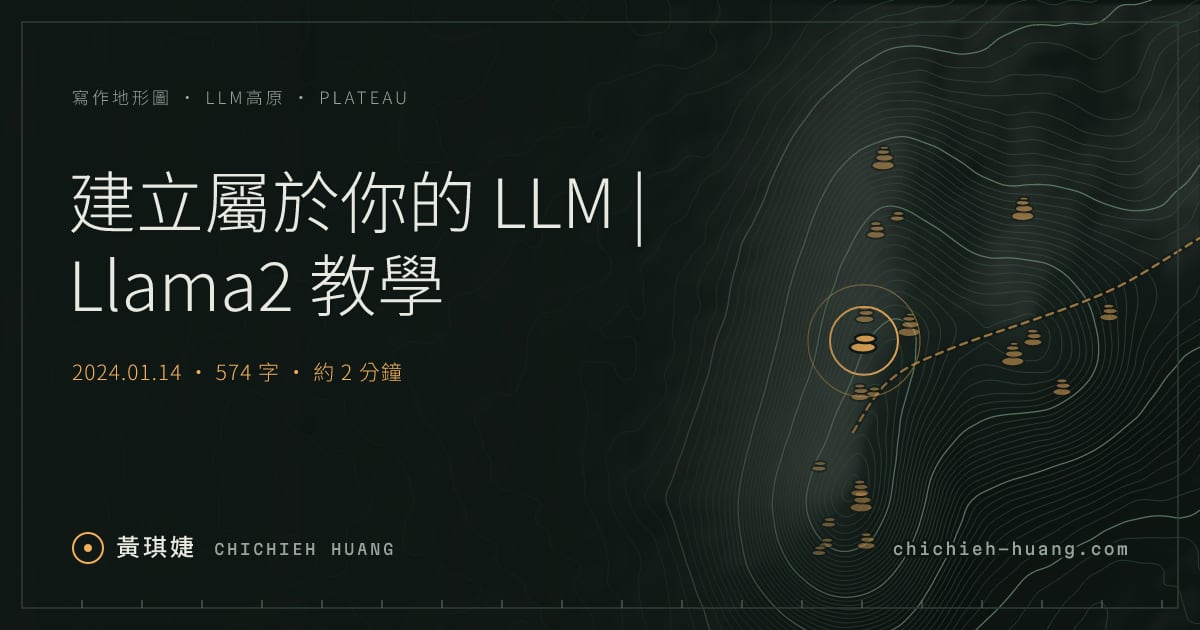 寫作地形圖 · LLM高原 · PLATEAU
建立屬於你的 LLM |
Llama2 教學
2024.01.14 · 574 字 · 約 2 分鐘
黃琪婕 CHICHIEH HUANG
chichieh-huang.com